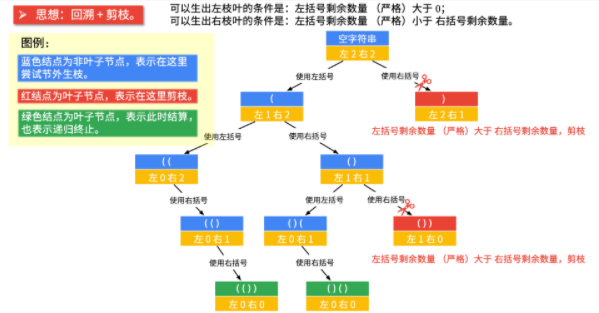 思想：回溯 + 剪枝。
可以生出左枝叶的条件是：左括号剩余数量 （严格）大于 0；
可以生出右枝叶的条件是：左括号剩余数量 （严格）小于 右括号剩余数量。
图例：
蓝色结点为非叶子节点，表示在这里
尝试节外生枝。
红结点为叶子节点，表示在这里剪枝。
绿色结点为叶子节点，表示此时结算，
也表示递归终止。
空字符串
左 2 右 2
使用左括号
使用右括号
(
左 1 右 2
)
左 2 右 1
左括号剩余数量 （严格）大于 右括号剩余数量，剪枝
使用左括号
使用右括号
( (
左 0 右 2
( )
左 1 右 1
使用右括号
使用左括号
使用右括号
( ( )
左 0 右 1
( ) (
左 0 右 1
( ) )
左 1 右 0
左括号剩余数量 （严格）大于 右括号剩余数量，剪枝
使用右括号
使用右括号
( ( ) )
左 0 右 0
( ) ( )
左 0 右 0